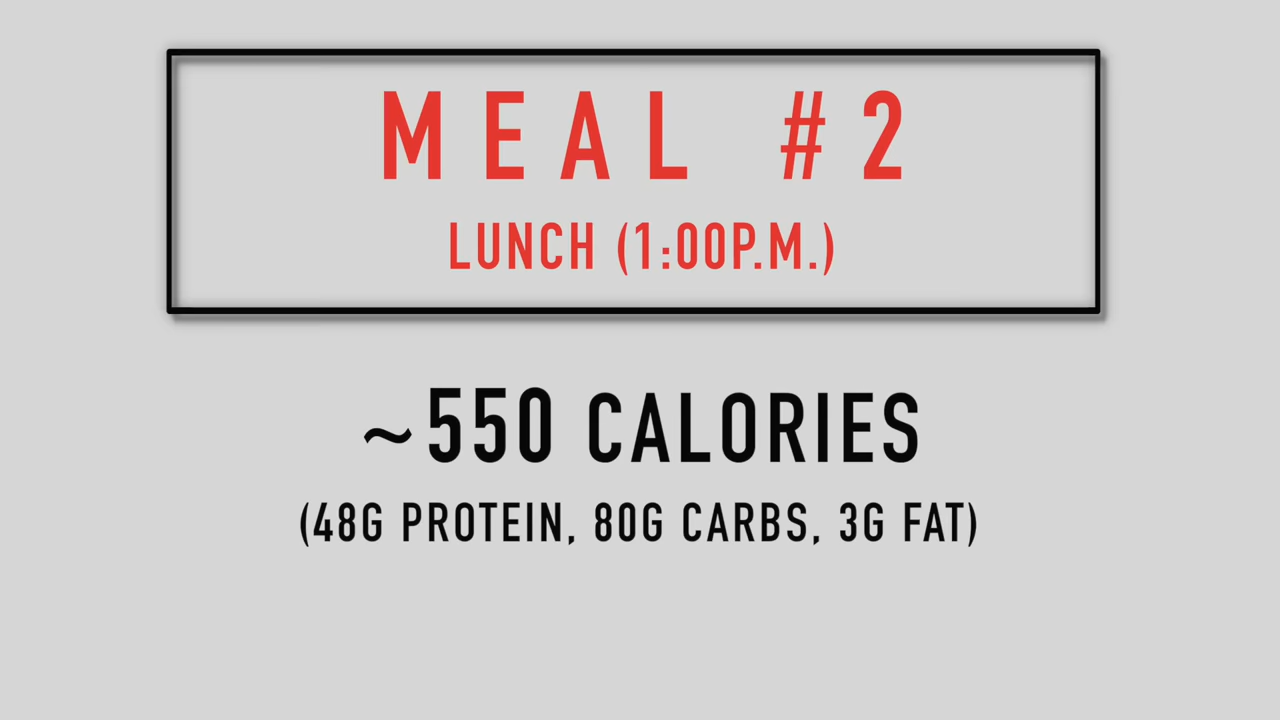 MEAL #2
LUNCH (1:00P.M.)
~550 CALORIES
(48G PROTEIN, 80G CARBS, 3G FAT)